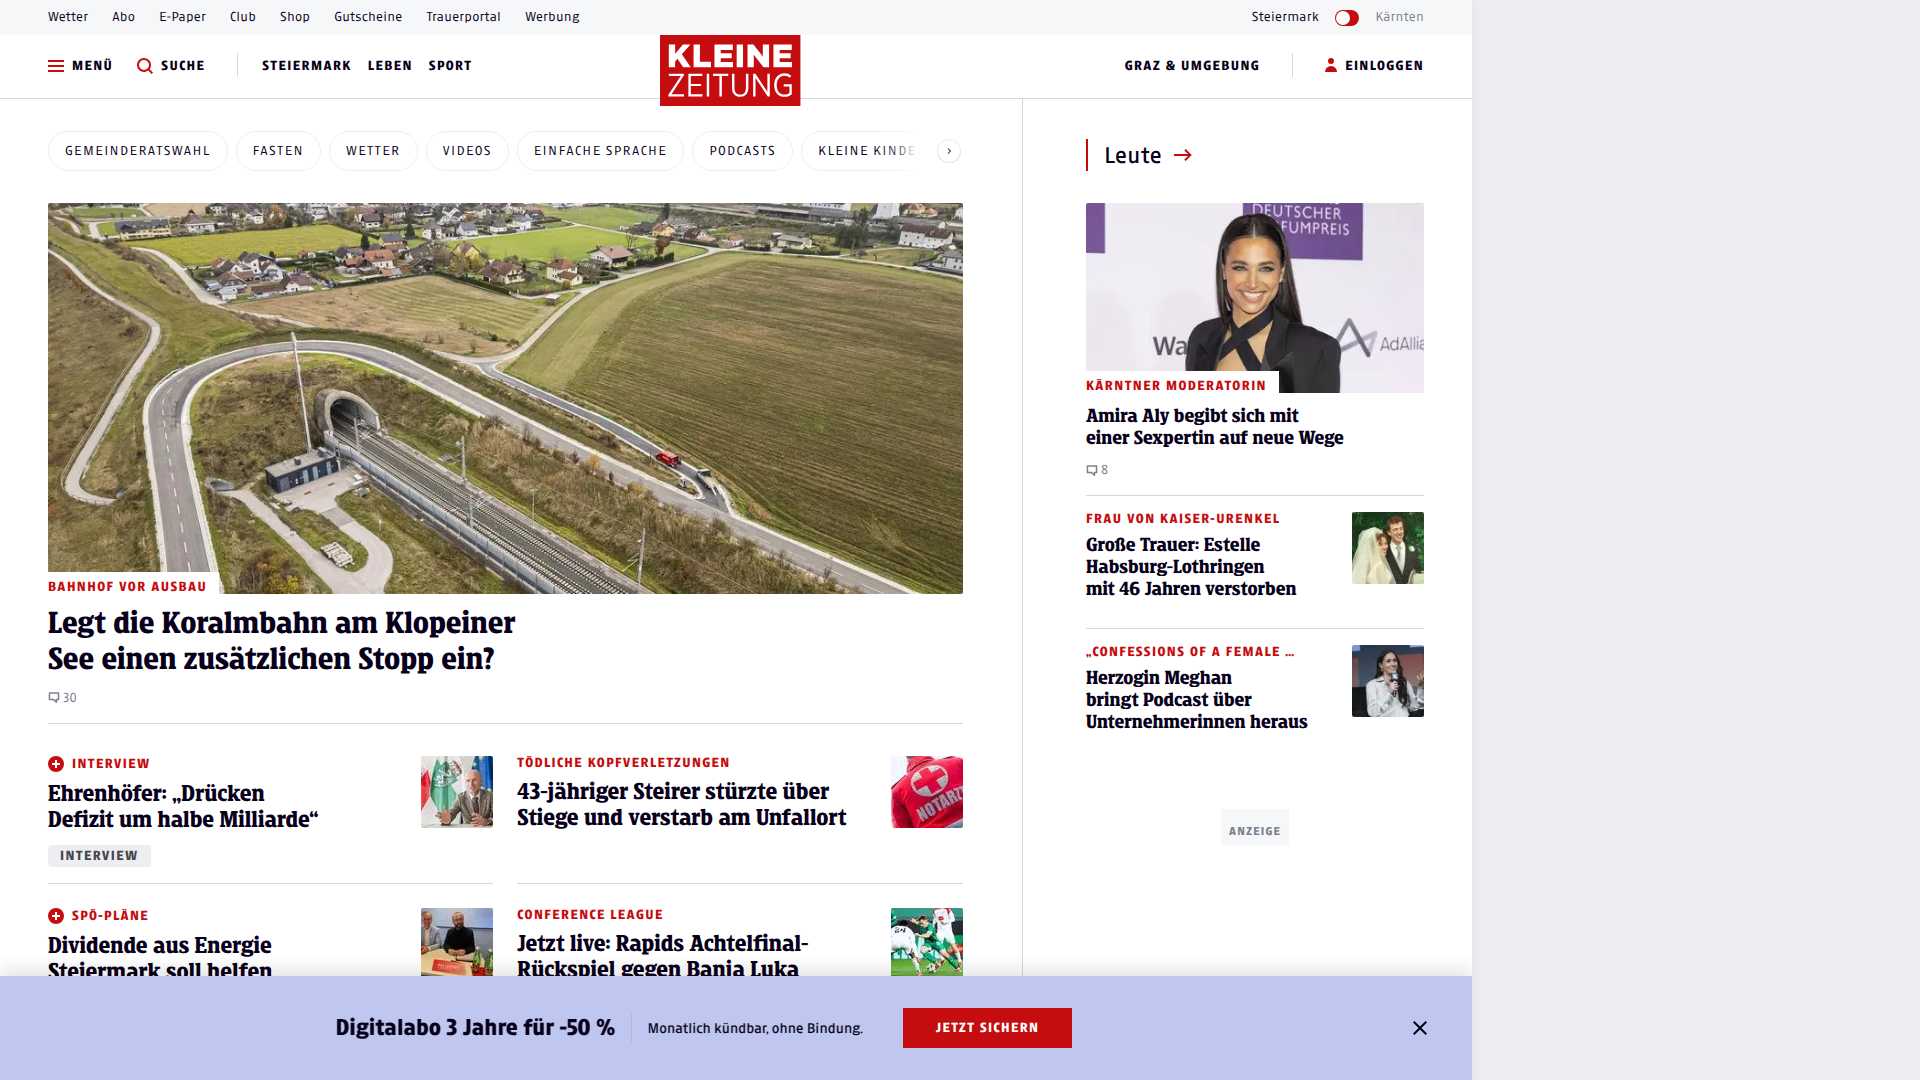 Wetter Abo E-Paper Club Shop Gutscheine Trauerportal Werbung Steiermark Kärnten
MENÜ SUCHE STEIERMARK LEBEN SPORT KLEINE ZEITUNG GRAZ & UMGEBUNG EINLOGGEN
GEMEINDERATSWAHL FASTEN WETTER VIDEOS EINFACHE SPRACHE PODCASTS KLEINE KINDE
BAHNHOF VOR AUSBAU
Legt die Koralmbahn am Klopeiner
See einen zusätzlichen Stopp ein?
30
INTERVIEW
Ehrenhöfer: „Drücken
Defizit um halbe Milliarde“
INTERVIEW
TÖDLICHE KOPFVERLETZUNGEN
43-jähriger Steirer stürzte über
Stiege und verstarb am Unfallort
NOTARZT
SPÖ-PLÄNE
Dividende aus Energie
Steiermark soll helfen
CONFERENCE LEAGUE
Jetzt live: Rapids Achtelfinal-
Rückspiel gegen Banja Luka
Leute
DEUTSCHER
FUMPREIS
Wa
AdAllia
KÄRNTNER MODERATORIN
Amira Aly begibt sich mit
einer Sexpertin auf neue Wege
8
FRAU VON KAISER-URENKEL
Große Trauer: Estelle
Habsburg-Lothringen
mit 46 Jahren verstorben
„CONFESSIONS OF A FEMALE ...
Herzogin Meghan
bringt Podcast über
Unternehmerinnen heraus
ANZEIGE
Digitalabo 3 Jahre für -50 % Monatlich kündbar, ohne Bindung. JETZT SICHERN